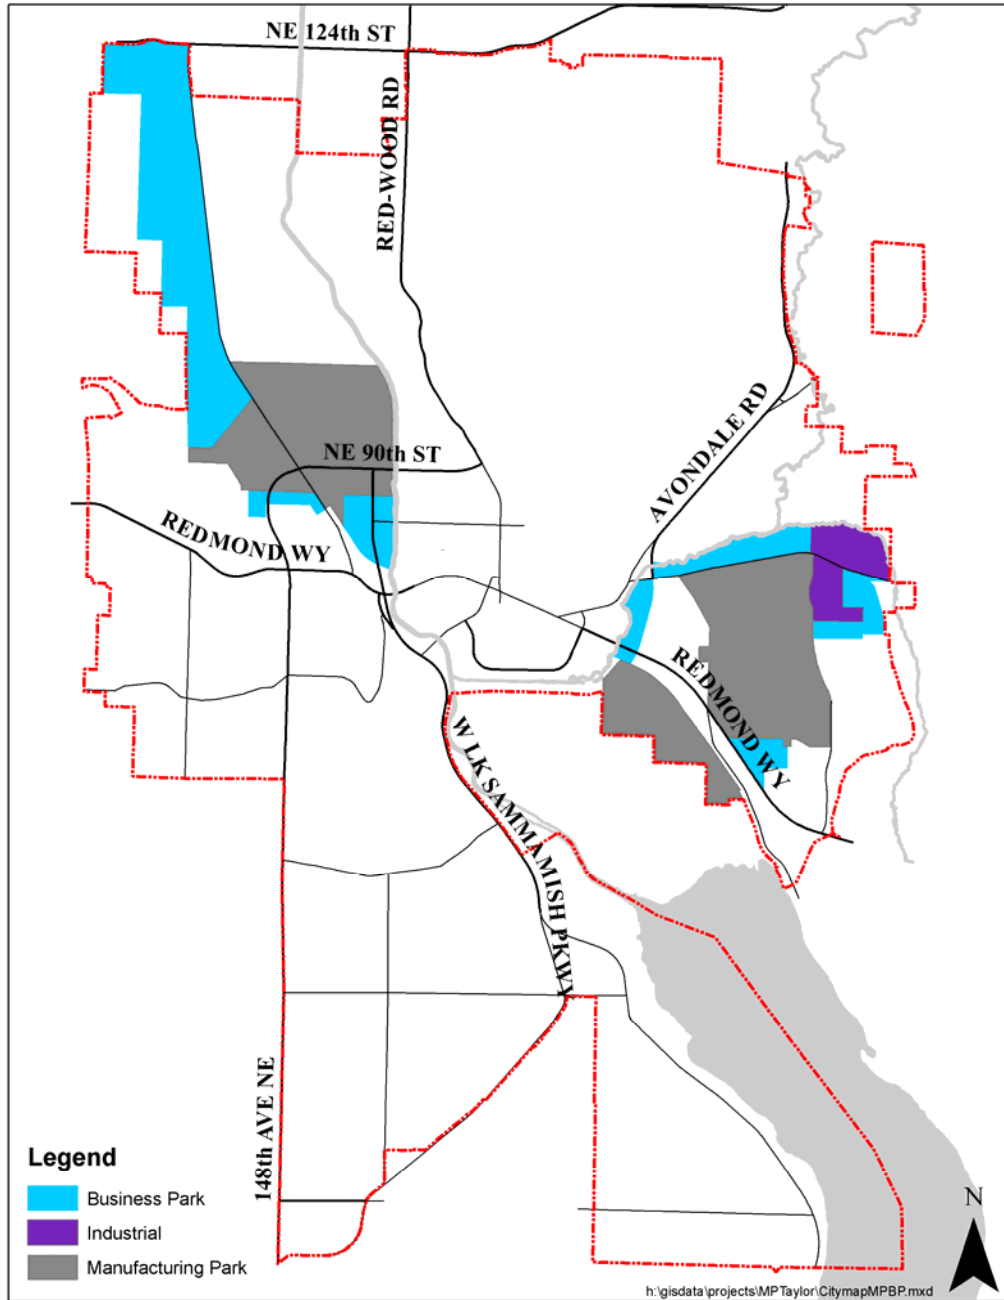 NE 124th ST
RED-WOOD RD
AVONDALE RD
NE 90th ST
REDMOND WY
REDMOND WY
W LK SAMMAMISH PKWY
148th AVE NE
Legend
Business Park
Industrial
Manufacturing Park
N
h:\gisdata\projects\MPTaylor\CitymapMPBP.mxd